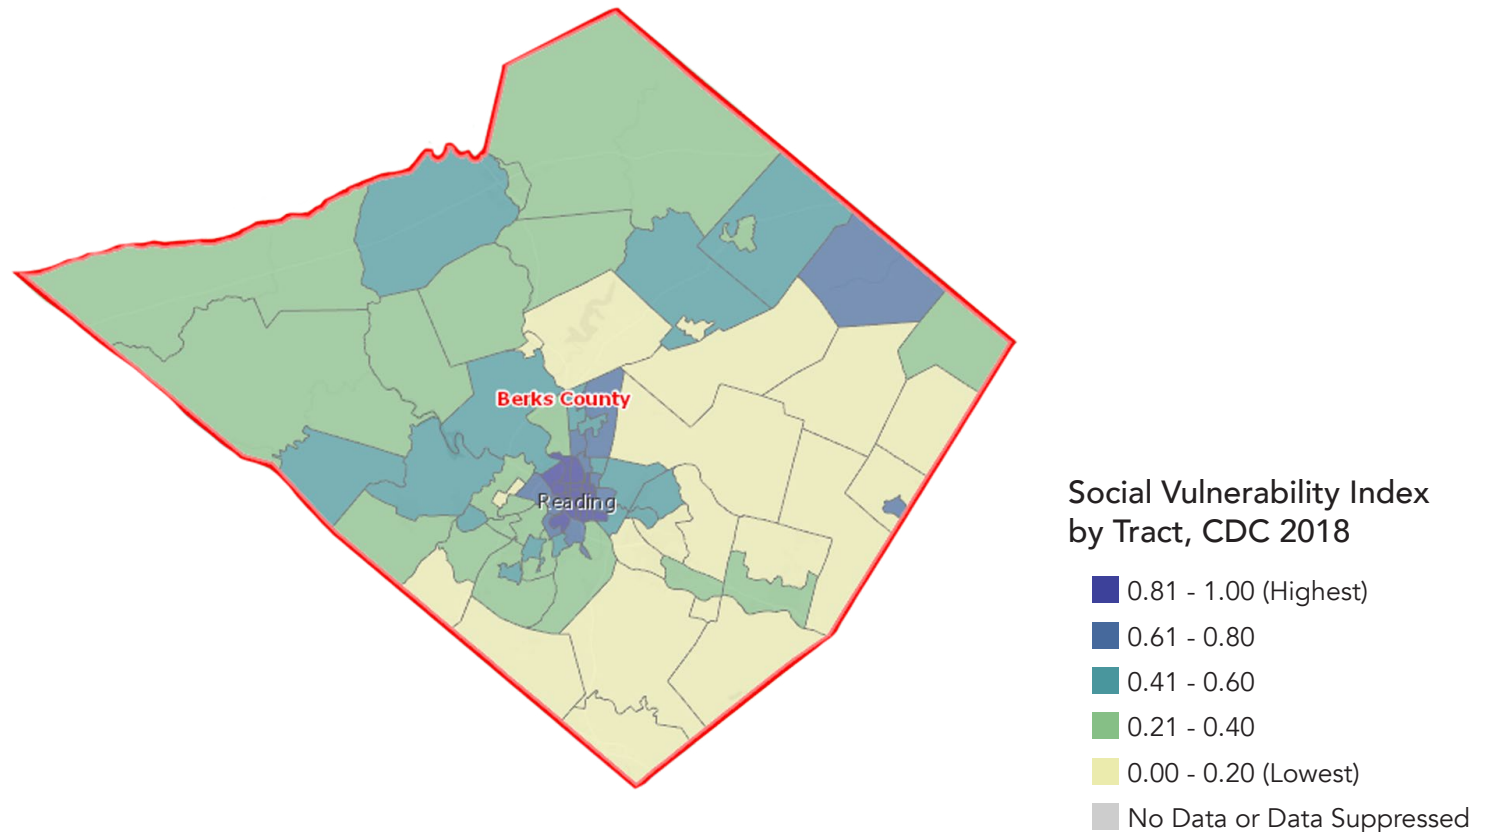 Berks County
Reading
Social Vulnerability Index
by Tract, CDC 2018
0.81 - 1.00 (Highest)
0.61 - 0.80
0.41 - 0.60
0.21 - 0.40
0.00 - 0.20 (Lowest)
No Data or Data Suppressed